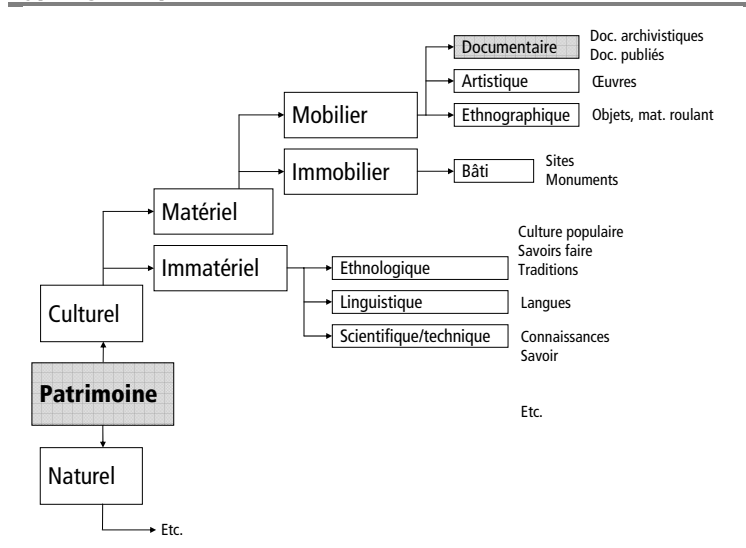 Documentaire
Doc. archivistiques
Doc. publiés
Artistique
Œuvres
Mobilier
Ethnographique
Objets, mat. roulant
Immobilier
Bâti
Sites
Monuments
Matériel
Culture populaire
Savoirs faire
Traditions
Immatériel
Ethnologique
Linguistique
Langues
Culturel
Scientifique/technique
Connaissances
Savoir
Patrimoine
Etc.
Naturel
Etc.